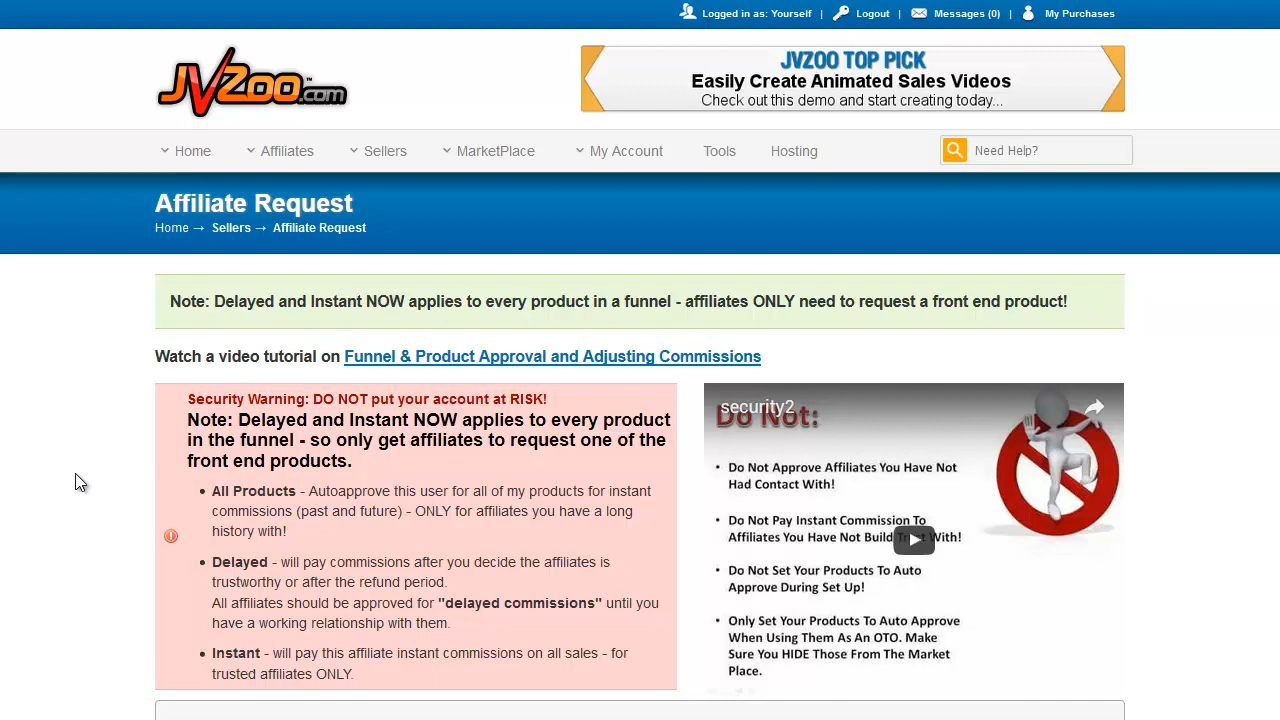 Logged in as: Yourself | Logout | Messages (0) | My Purchases
JVZoo.com™
JVZOO TOP PICK
Easily Create Animated Sales Videos
Check out this demo and start creating today...
Home Affiliates Sellers MarketPlace My Account Tools Hosting Need Help?
Affiliate Request
Home → Sellers → Affiliate Request
Note: Delayed and Instant NOW applies to every product in a funnel - affiliates ONLY need to request a front end product!
Watch a video tutorial on Funnel & Product Approval and Adjusting Commissions
Security Warning: DO NOT put your account at RISK!
Note: Delayed and Instant NOW applies to every product
in the funnel - so only get affiliates to request one of the
front end products.
• All Products - Autoapprove this user for all of my products for instant
commissions (past and future) - ONLY for affiliates you have a long
history with!
• Delayed - will pay commissions after you decide the affiliates is
trustworthy or after the refund period.
All affiliates should be approved for "delayed commissions" until you
have a working relationship with them.
• Instant - will pay this affiliate instant commissions on all sales - for
trusted affiliates ONLY.
security2
Do Not:
• Do Not Approve Affiliates You Have Not
Had Contact With!
• Do Not Pay Instant Commission To
Affiliates You Have Not Build With!
• Do Not Set Your Products To Auto
Approve During Set Up!
• Only Set Your Products To Auto Approve
When Using Them As An OTO. Make
Sure You HIDE Those From The Market
Place.